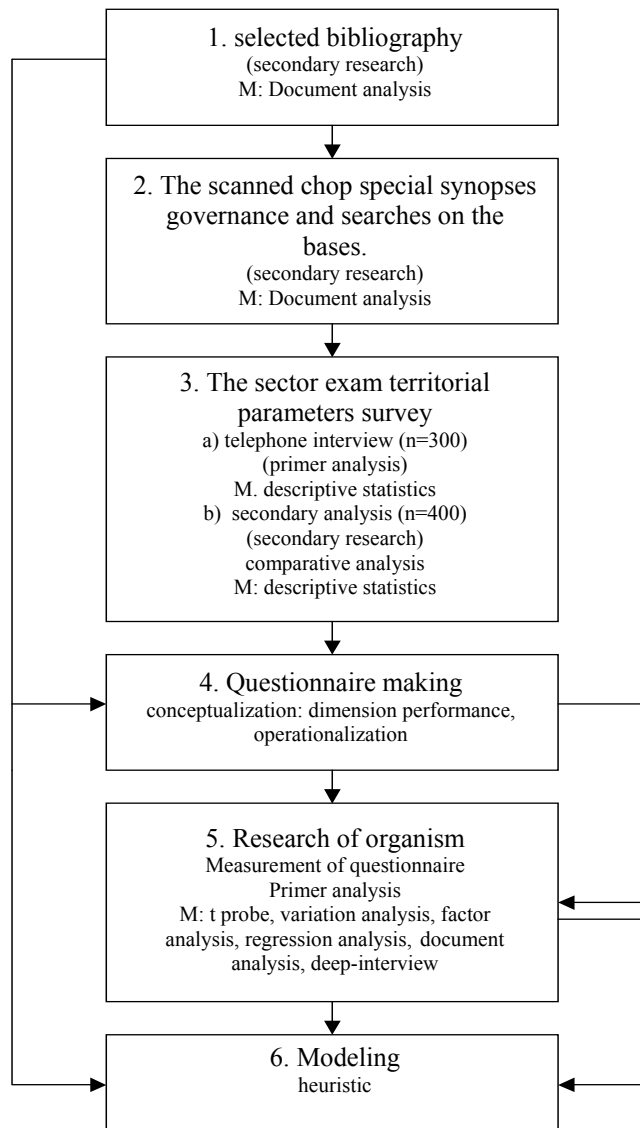 1. selected bibliography
(secondary research)
M: Document analysis
2. The scanned chop special synopses
governance and searches on the
bases.
(secondary research)
M: Document analysis
3. The sector exam territorial
parameters survey
a) telephone interview (n=300)
(primer analysis)
M. descriptive statistics
b) secondary analysis (n=400)
(secondary research)
comparative analysis
M: descriptive statistics
4. Questionnaire making
conceptualization: dimension performance,
operationalization
5. Research of organism
Measurement of questionnaire
Primer analysis
M: t probe, variation analysis, factor
analysis, regression analysis, document
analysis, deep-interview
6. Modeling
heuristic